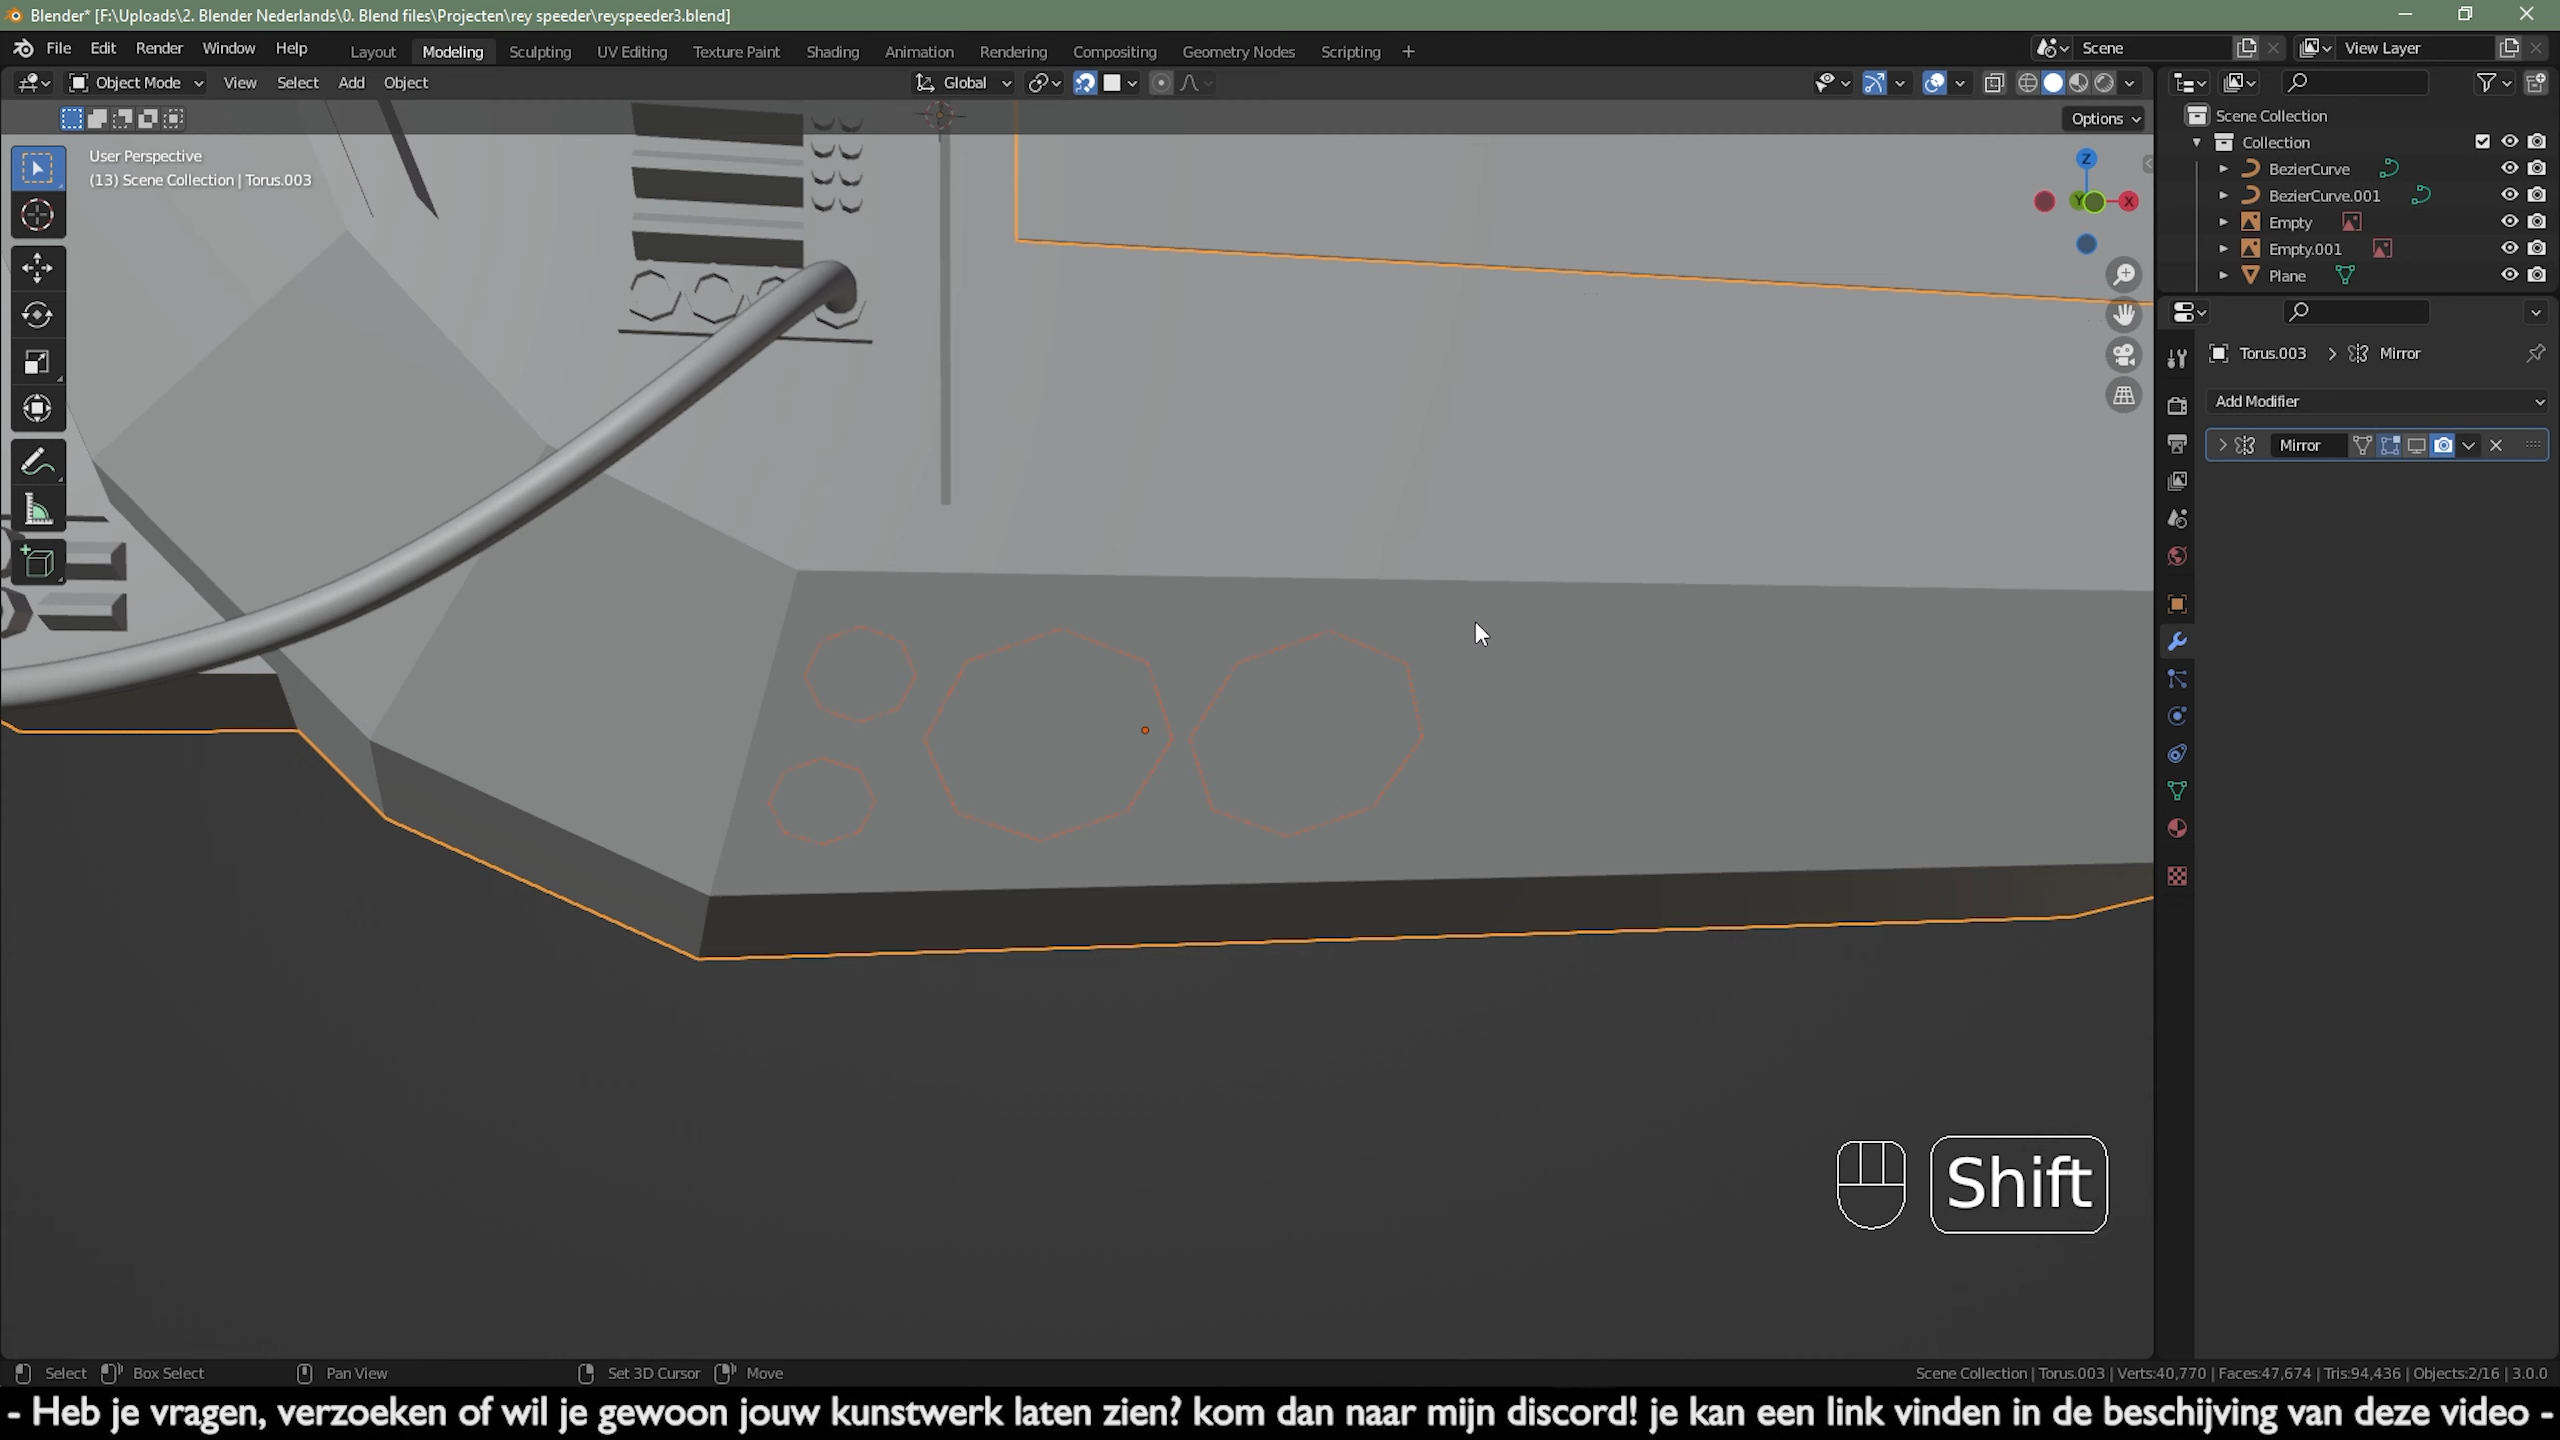 Blender* [F:\Uploads\2. Blender Nederlands\0. Blend files\Projecten\rey speeder\reyspeeder3.blend]
File Edit Render Window Help Layout Modeling Sculpting UV Editing Texture Paint Shading Animation Rendering Compositing Geometry Nodes Scripting + Scene View Layer
Object Mode View Select Add Object Global
Options
User Perspective
(13) Scene Collection | Torus.003
Z
Y
X
Scene Collection
Collection
BezierCurve
BezierCurve.001
Empty
Empty.001
Plane
Torus.003 > Mirror
Add Modifier
Mirror
Shift
Select Box Select Pan View Set 3D Cursor Move Scene Collection | Torus.003 | Verts:40,770 | Faces:47,674 | Tris:94,436 | Objects:2/16 | 3.0.0
- Heb je vragen, verzoeken of wil je gewoon jouw kunstwerk laten zien? kom dan naar mijn discord! je kan een link vinden in de beschijving van deze video -